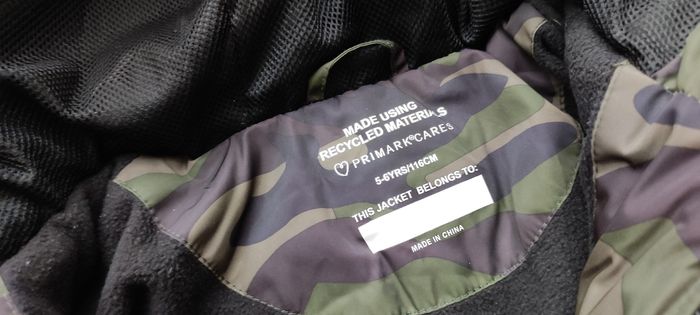 MADE USING
RECYCLED MATERIALS
PRIMARK®CARES
5-6YRS/116CM
THIS JACKET BELONGS TO:
MADE IN CHINA